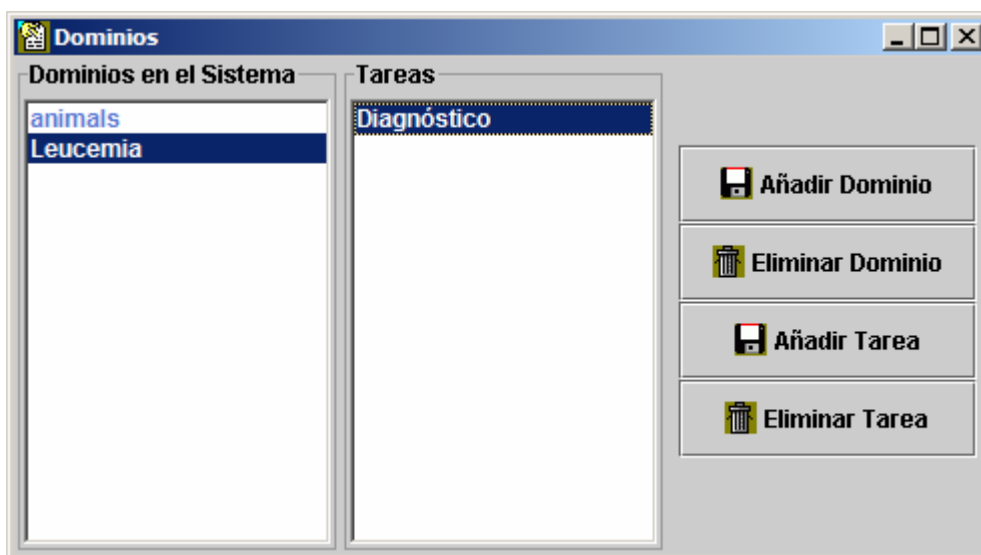 Dominios
Dominios en el Sistema
Tareas
animals
Leucemia
Diagnóstico
Añadir Dominio
Eliminar Dominio
Añadir Tarea
Eliminar Tarea